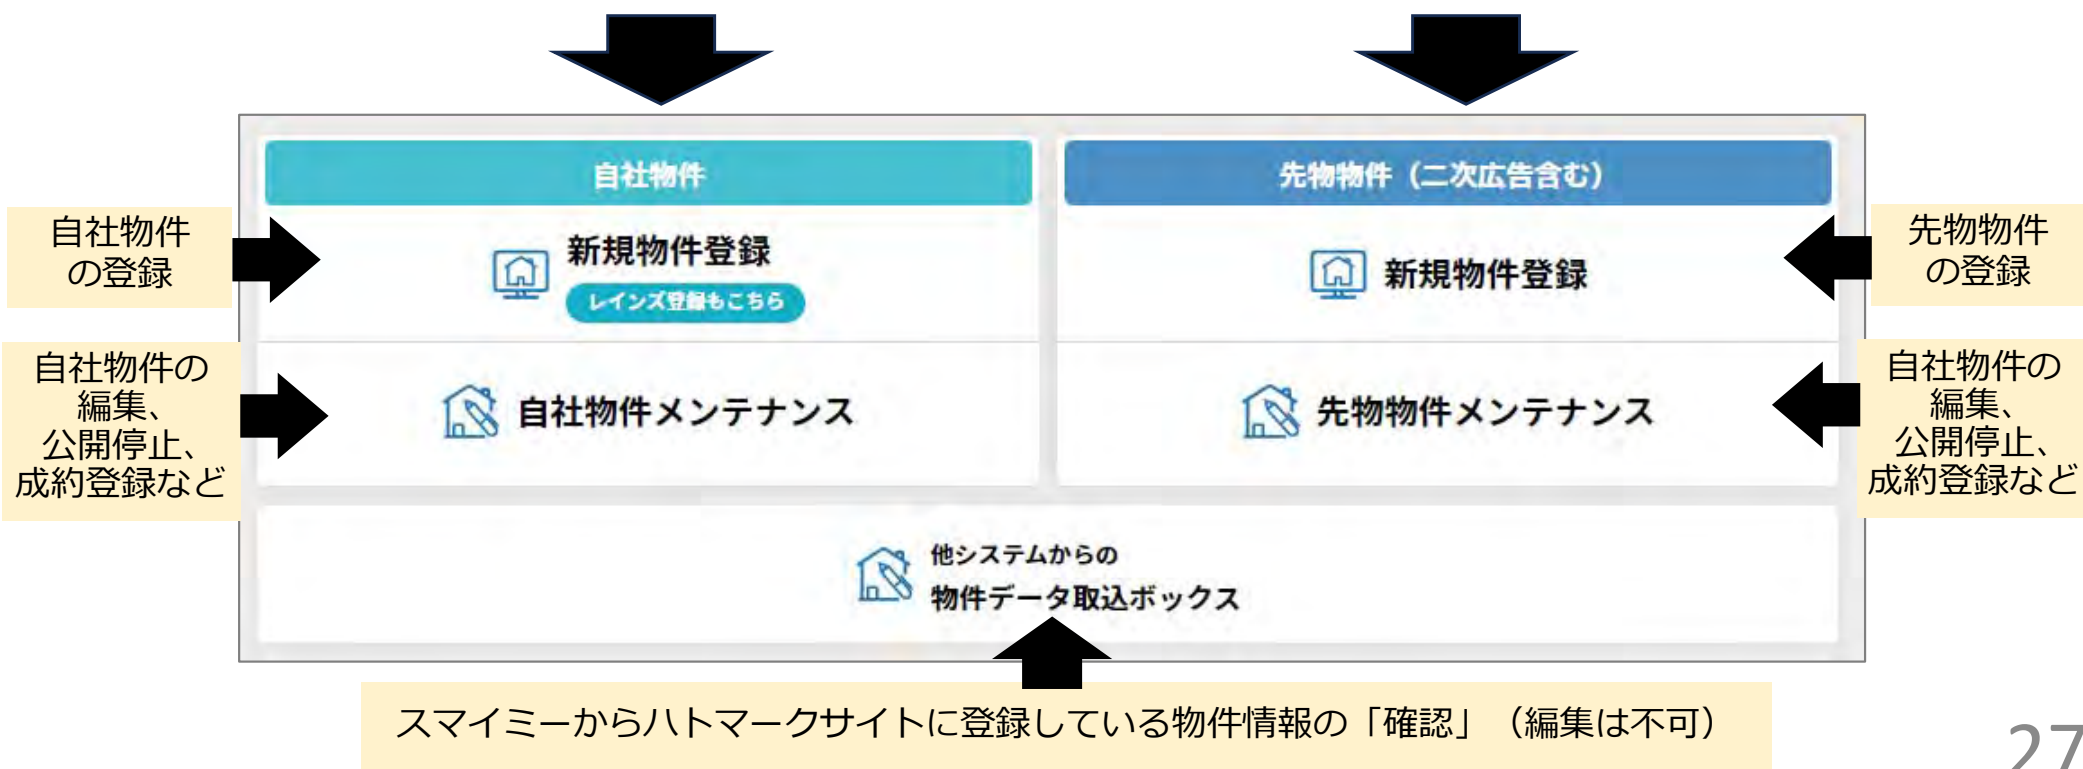 自社物件
先物物件（二次広告含む）
自社物件
の登録
新規物件登録
レインズ登録もこちら
新規物件登録
先物物件
の登録
自社物件の
編集、
公開停止、
成約登録など
自社物件メンテナンス
先物物件メンテナンス
自社物件の
編集、
公開停止、
成約登録など
他システムからの
物件データ取込ボックス
スマイミーからハトマークサイトに登録している物件情報の「確認」（編集は不可）
27